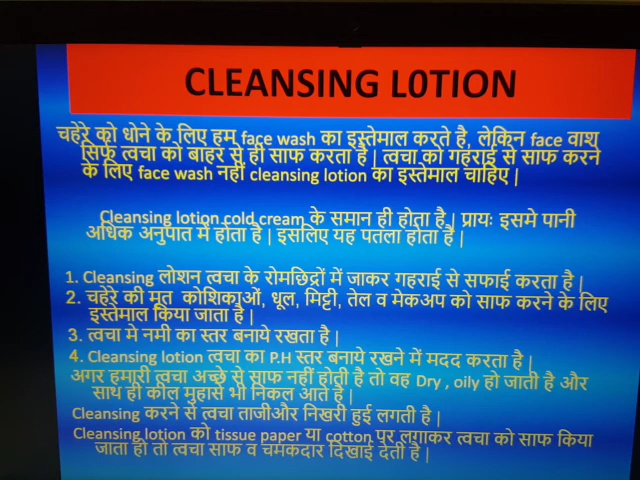 CLEANSING L0TION
चहेरे को धोने के लिए हम face wash का इस्तेमाल करते है, लेकिन face वाश
सिर्फ त्वचा को बाहर से ही साफ करता है | त्वचा को गहराई से साफ करने
के लिए face wash नहीं cleansing lotion का इस्तेमाल चाहिए |
Cleansing lotion cold cream के समान ही होता है | प्रायः इसमे पानी
अधिक अनुपात में होता है | इसलिए यह पतला होता है |
1. Cleansing लोशन त्वचा के रोमछिद्रों में जाकर गहराई से सफाई करता है |
2. चहेरे की मृत कोशिकाओं, धूल, मिट्टी, तेल व मेकअप को साफ करने के लिए
इस्तेमाल किया जाता है |
3. त्वचा मे नमी का स्तर बनाये रखता है |
4. Cleansing lotion त्वचा का P.H स्तर बनाये रखने में मदद करता है |
अगर हमारी त्वचा अच्छे से साफ नहीं होती है तो वह Dry , oily हो जाती है और
साथ ही कील मुहासे भी निकल आते है |
Cleansing करने से त्वचा ताजीऔर निखरी हुई लगती है |
Cleansing lotion को tissue paper या cotton पर लगाकर त्वचा को साफ किया
जाता हो तो त्वचा साफ व चमकदार दिखाई देती है |